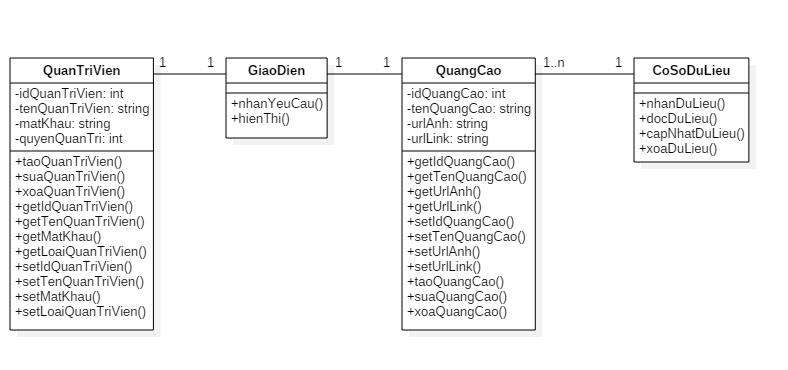 QuanTriVien
-idQuanTriVien: int
-tenQuanTriVien: string
-matKhau: string
-quyenQuanTri: int
+taoQuanTriVien()
+suaQuanTriVien()
+xoaQuanTriVien()
+getIdQuanTriVien()
+getTenQuanTriVien()
+getMatKhau()
+getLoaiQuanTriVien()
+setIdQuanTriVien()
+setTenQuanTriVien()
+setMatKhau()
+setLoaiQuanTriVien()
1
1
GiaoDien
+nhanYeuCau()
+hienThi()
1
1
QuangCao
-idQuangCao: int
-tenQuangCao: string
-urlAnh: string
-urlLink: string
+getIdQuangCao()
+getTenQuangCao()
+getUrlAnh()
+getUrlLink()
+setIdQuangCao()
+setTenQuangCao()
+setUrlAnh()
+setUrlLink()
+taoQuangCao()
+suaQuangCao()
+xoaQuangCao()
1..n
1
CoSoDuLieu
+nhanDuLieu()
+docDuLieu()
+capNhatDuLieu()
+xoaDuLieu()